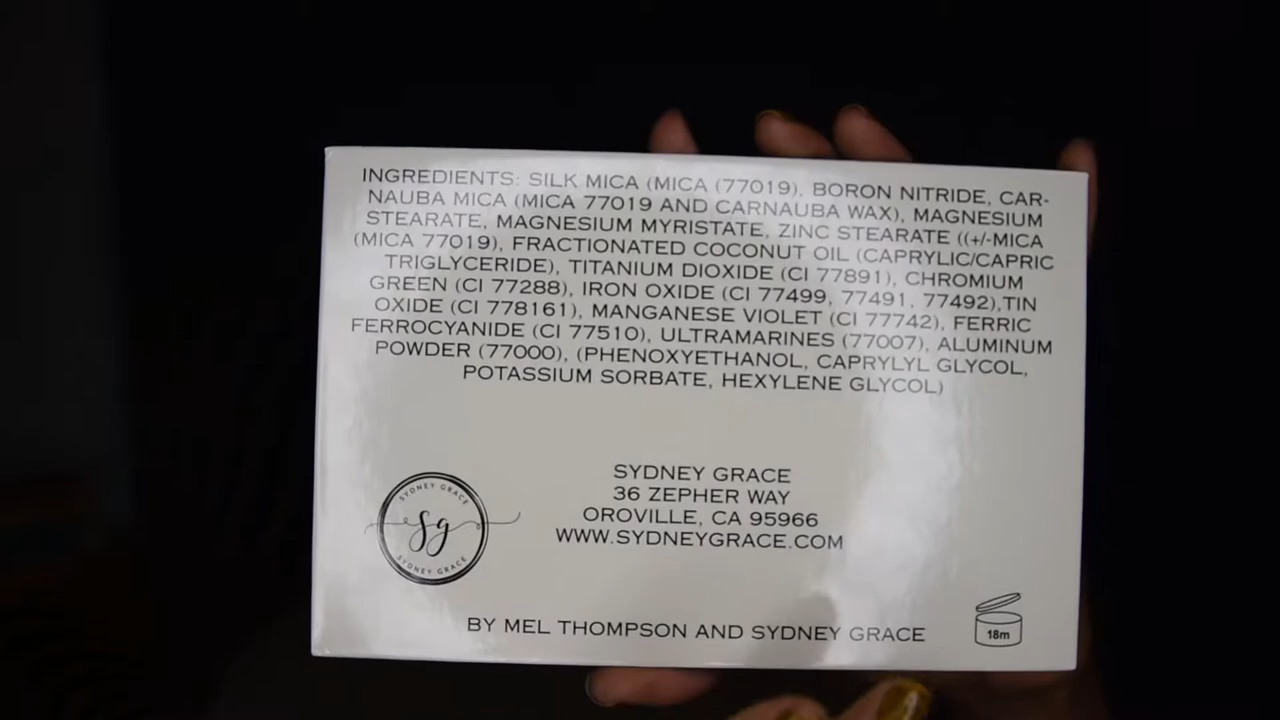 INGREDIENTS: SILK MICA (MICA (77019), BORON NITRIDE, CAR-
NAUBA MICA (MICA 77019 AND CARNAUBA WAX), MAGNESIUM
STEARATE, MAGNESIUM MYRISTATE, ZINC STEARATE ((+/-MICA
(MICA 77019), FRACTIONATED COCONUT OIL (CAPRYLIC/CAPRIC
TRIGLYCERIDE), TITANIUM DIOXIDE (CI 77891), CHROMIUM
GREEN (CI 77288), IRON OXIDE (CI 77499, 77491, 77492),TIN
OXIDE (CI 778161), MANGANESE VIOLET (CI 77742), FERRIC
FERROCYANIDE (CI 77510), ULTRAMARINES (77007), ALUMINUM
POWDER (77000), (PHENOXYETHANOL, CAPRYLYL GLYCOL,
POTASSIUM SORBATE, HEXYLENE GLYCOL)
SYDNEY GRACE
36 ZEPHER WAY
OROVILLE, CA 95966
WWW.SYDNEYGRACE.COM
SYDNEY GRACE
sg
SYDNEY GRACE
BY MEL THOMPSON AND SYDNEY GRACE
18m